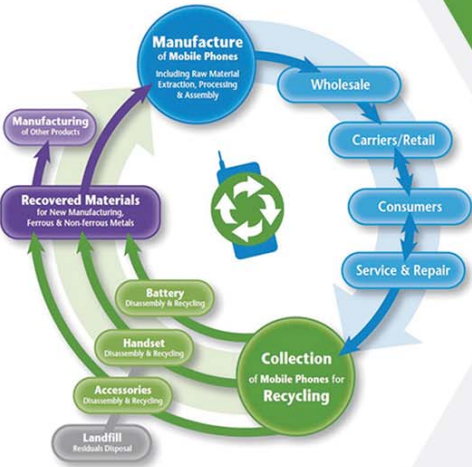 Manufacture
of Mobile Phones
Including Raw Material
Extraction, Processing
& Assembly
Wholesale
Carriers/Retail
Consumers
Service & Repair
Collection
of Mobile Phones for
Recycling
Battery
Disassembly & Recycling
Handset
Disassembly & Recycling
Accessories
Disassembly & Recycling
Landfill
Residuals Disposal
Recovered Materials
for New Manufacturing,
Ferrous & Non-ferrous Metals
Manufacturing
of Other Products